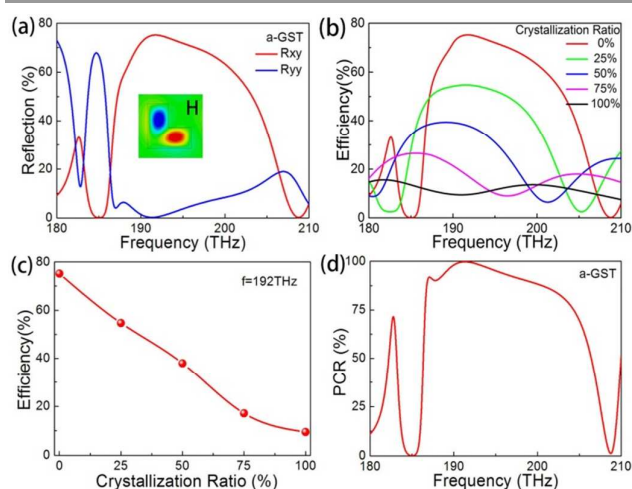 (a)
80
60
40
20
0
Reflection (%)
a-GST
Rxy
Ryy
H
180 190 200 210
Frequency (THz)
(b)
80
60
40
20
0
Efficiency(%)
Crystallization Ratio
0%
25%
50%
75%
100%
180 190 200 210
Frequency (THz)
(c)
80
60
40
20
0
Efficiency(%)
f=192THz
0 25 50 75 100
Crystallization Ratio (%)
(d)
100
75
50
25
0
PCR (%)
a-GST
180 190 200 210
Frequency (THz)